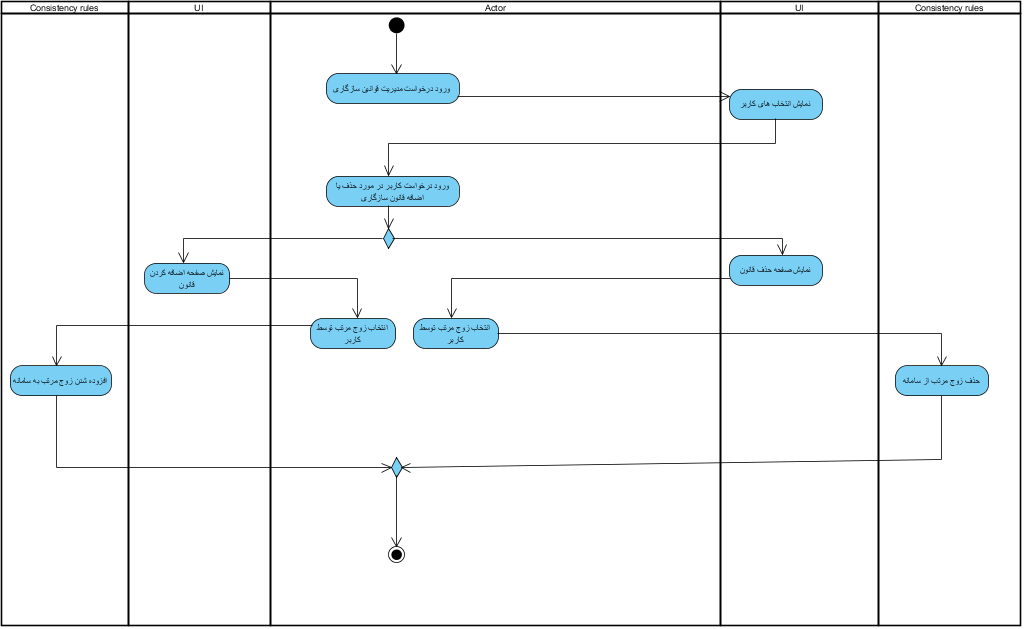 Consistency rules
UI
Actor
UI
Consistency rules
ورود درخواست مدیریت قوانین سازگاری
نمایش انتخاب های کاربر
ورود درخواست کاربر در مورد حذف یا
اضافه قانون سازگاری
نمایش صفحه اضافه کردن
قانون
نمایش صفحه حذف قانون
انتخاب زوج مرتب توسط
کاربر
انتخاب زوج مرتب توسط
کاربر
افزوده شدن زوج مرتب به سامانه
حذف زوج مرتب از سامانه